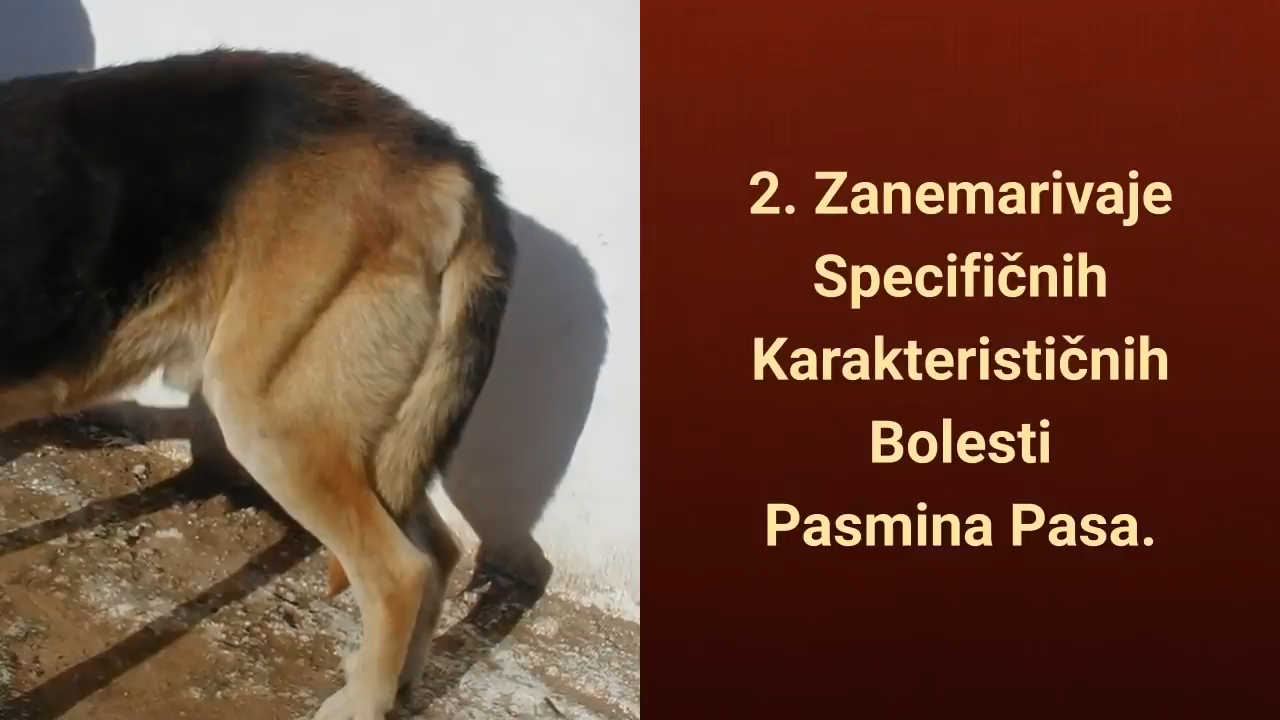 2. Zanemarivaje
Specifičnih
Karakterističnih
Bolesti
Pasmina Pasa.